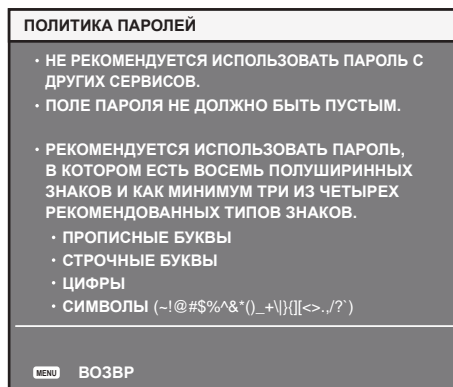 ПОЛИТИКА ПАРОЛЕЙ
· НЕ РЕКОМЕНДУЕТСЯ ИСПОЛЬЗОВАТЬ ПАРОЛЬ С
ДРУГИХ СЕРВИСОВ.
· ПОЛЕ ПАРОЛЯ НЕ ДОЛЖНО БЫТЬ ПУСТЫМ.
· РЕКОМЕНДУЕТСЯ ИСПОЛЬЗОВАТЬ ПАРОЛЬ,
В КОТОРОМ ЕСТЬ ВОСЕМЬ ПОЛУШИРИННЫХ
ЗНАКОВ И КАК МИНИМУМ ТРИ ИЗ ЧЕТЫРЕХ
РЕКОМЕНДОВАННЫХ ТИПОВ ЗНАКОВ.
· ПРОПИСНЫЕ БУКВЫ
· СТРОЧНЫЕ БУКВЫ
· ЦИФРЫ
· СИМВОЛЫ (~!@#$%^&*()_+\|}{][<>.,/?`)
MENU ВОЗВР